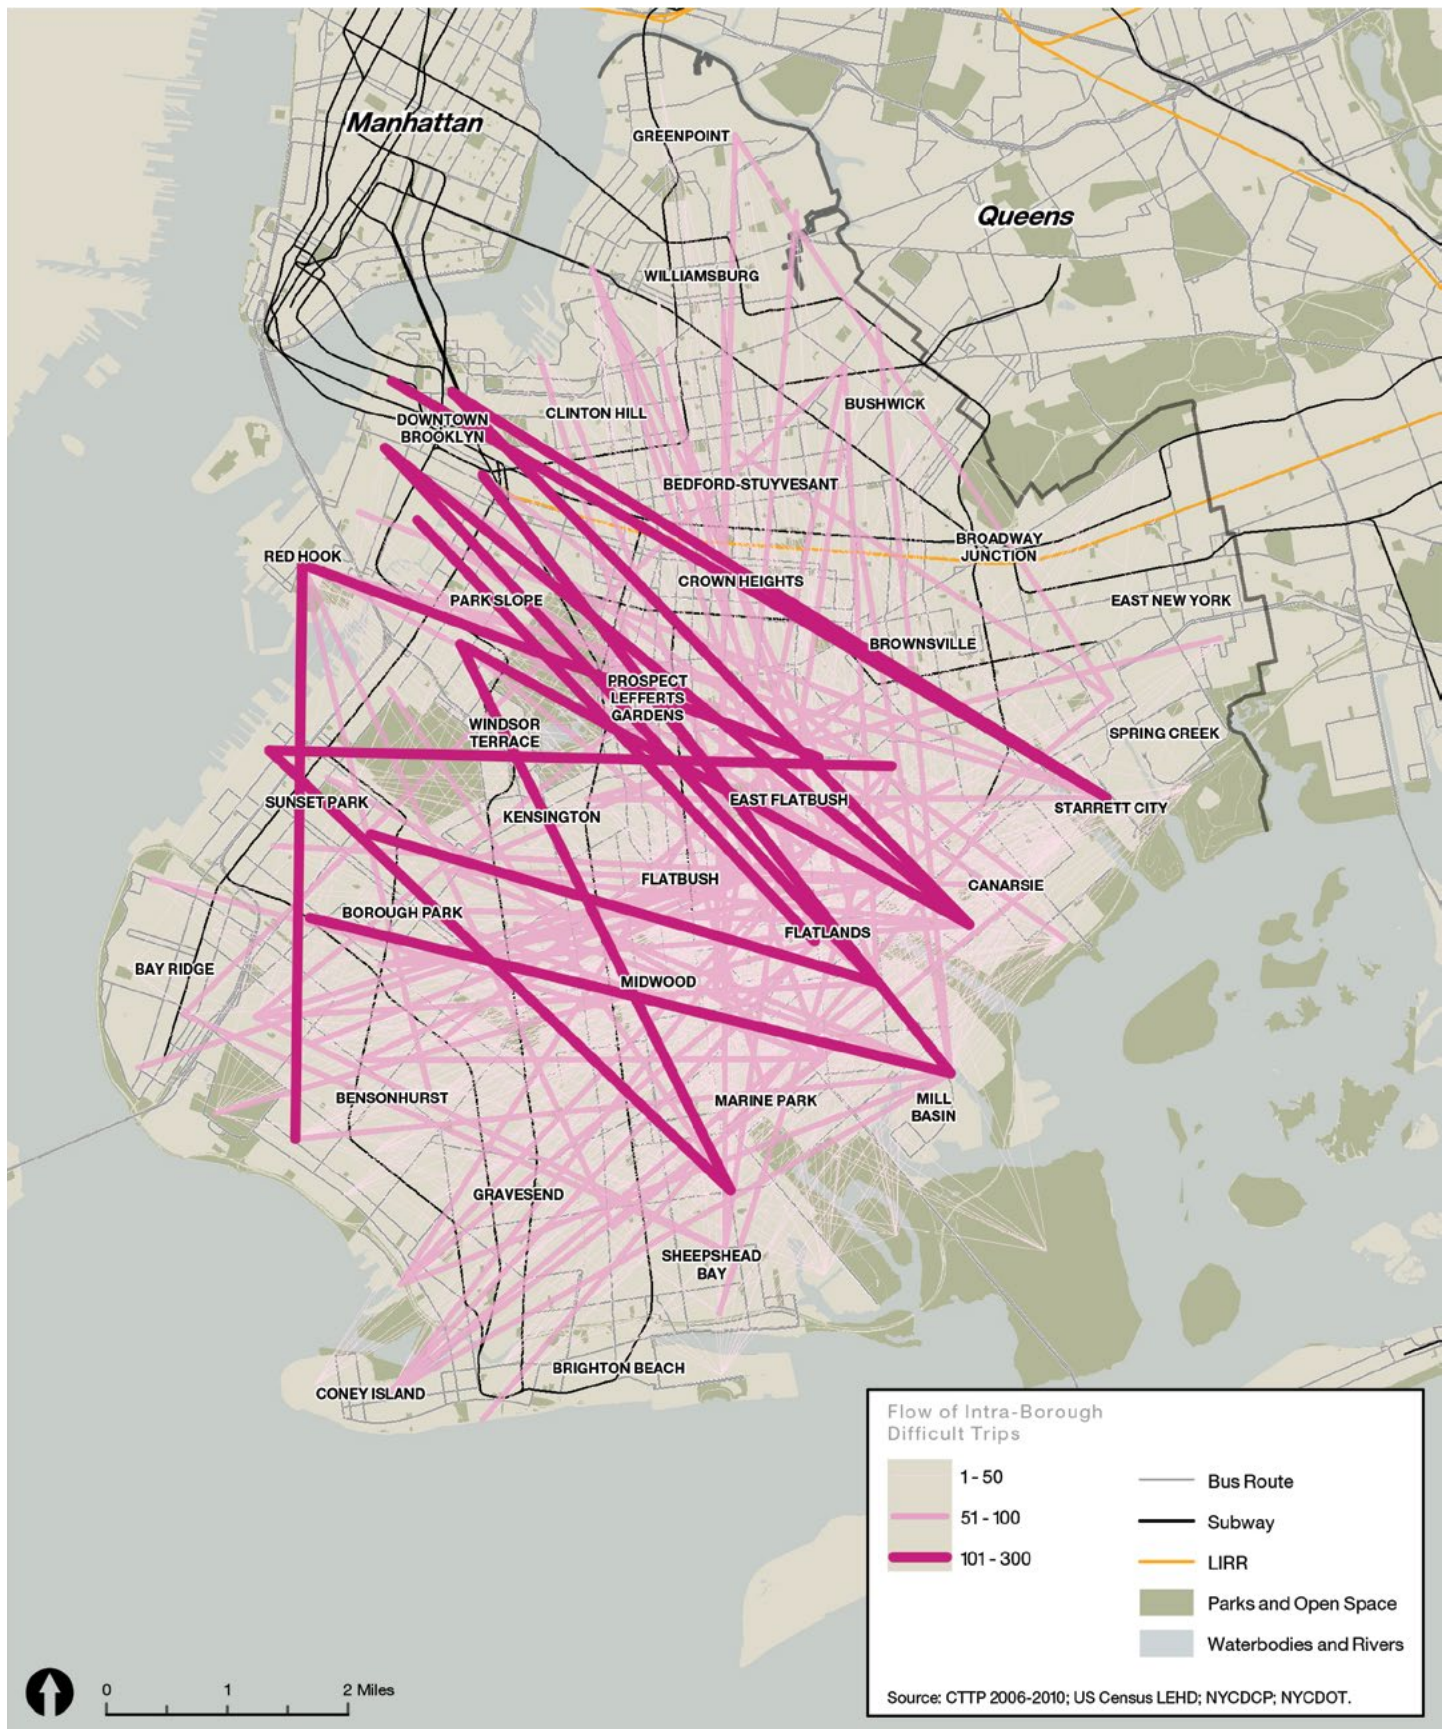 Manhattan
GREENPOINT
Queens
WILLIAMSBURG
BUSHWICK
CLINTON HILL
DOWNTOWN
BROOKLYN
BEDFORD-STUYVESANT
BROADWAY
JUNCTION
RED HOOK
CROWN HEIGHTS
PARK SLOPE
EAST NEW YORK
BROWNSVILLE
PROSPECT
LEFFERTS
GARDENS
WINDSOR
TERRACE
SPRING CREEK
SUNSET PARK
EAST FLATBUSH
STARRETT CITY
KENSINGTON
FLATBUSH
CANARSIE
BOROUGH PARK
FLATLANDS
BAY RIDGE
MIDWOOD
BENSONHURST
MARINE PARK
MILL
BASIN
GRAVESEND
SHEEPSHEAD
BAY
BRIGHTON BEACH
CONEY ISLAND
Flow of Intra-Borough
Difficult Trips
1 - 50
51 - 100
101 - 300
Bus Route
Subway
LIRR
Parks and Open Space
Waterbodies and Rivers
Source: CTTP 2006-2010; US Census LEHD; NYCDCP; NYCDOT.
0 1 2 Miles